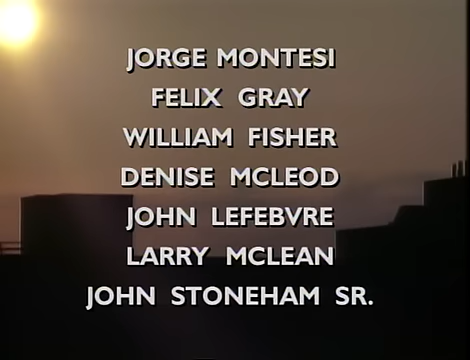 JORGE MONTESI
FELIX GRAY
WILLIAM FISHER
DENISE MCLEOD
JOHN LEFEBVRE
LARRY MCLEAN
JOHN STONEHAM SR.